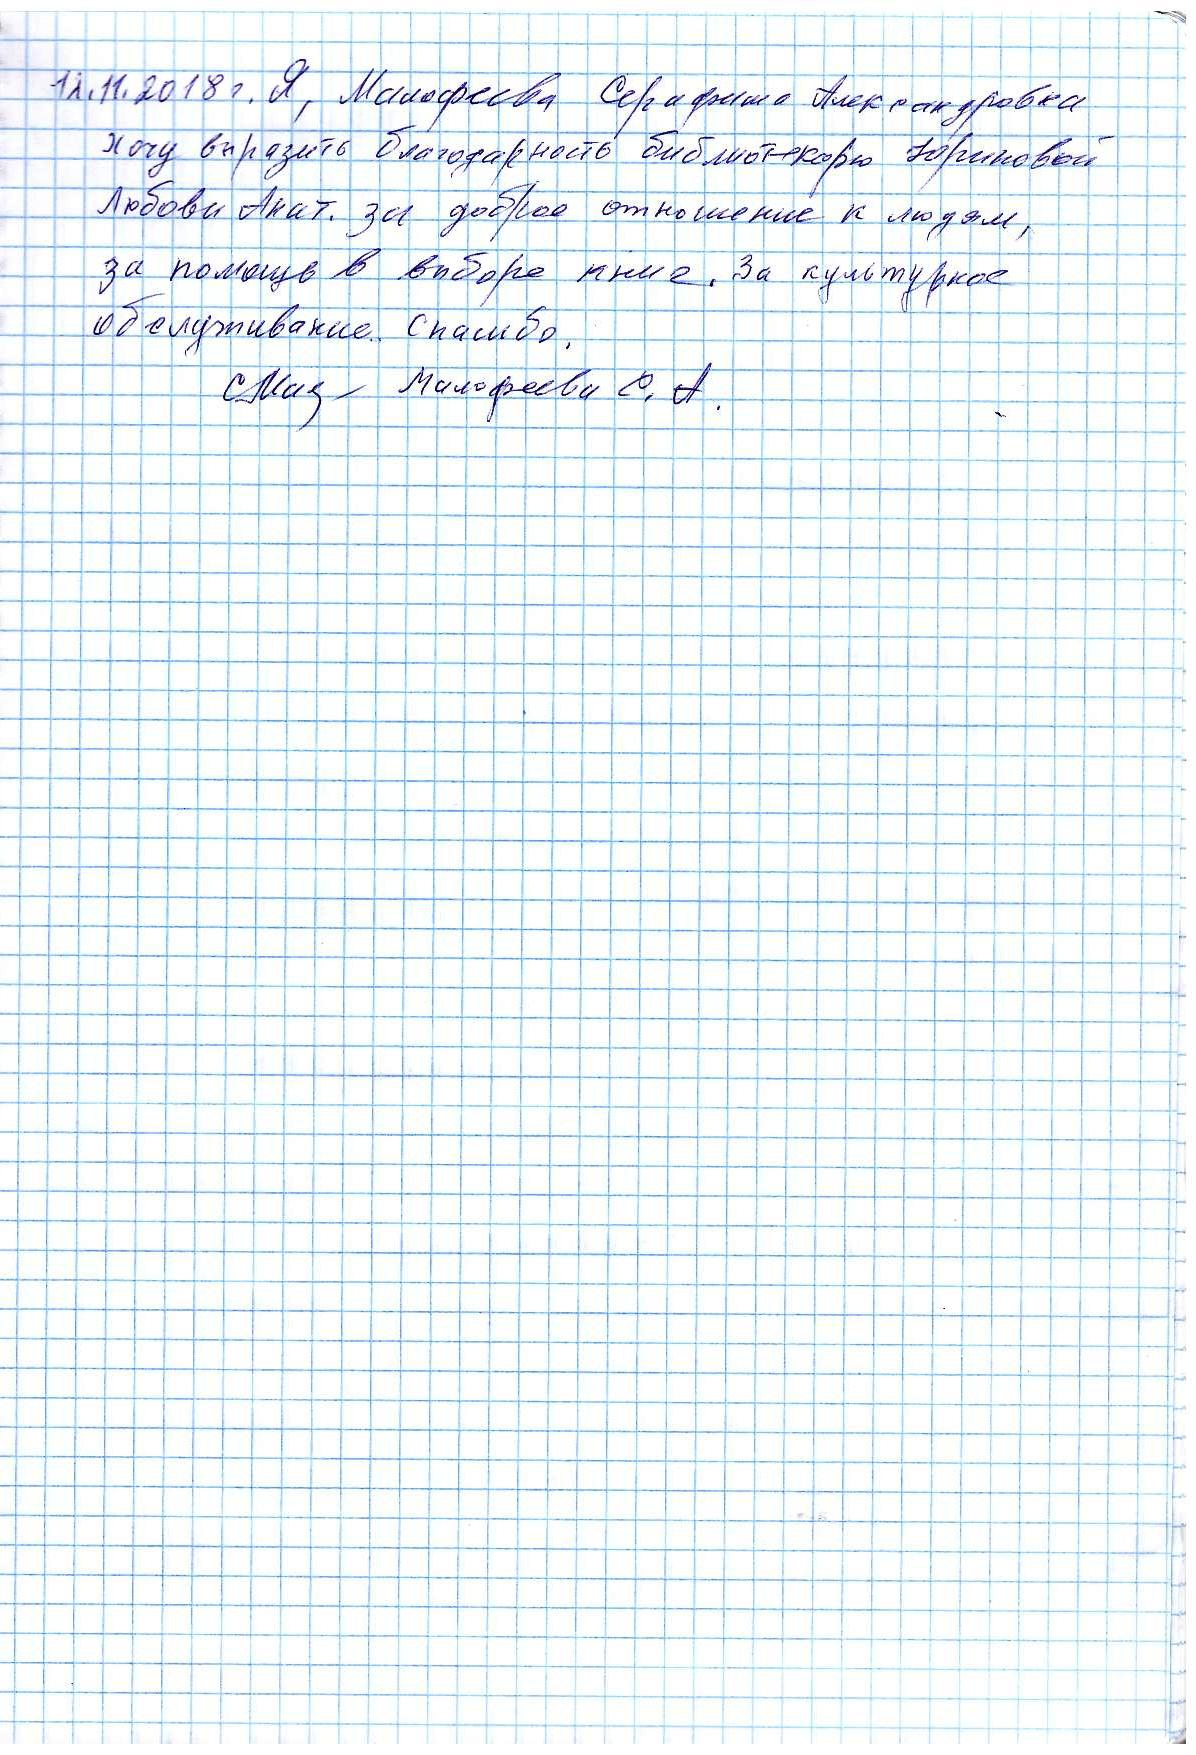 12.11.2018 г. Я, Малофеева Серафима Александровна
хочу выразить благодарность библиотекарю Юриновой
Любови Анат. за доброе отношение к людям,
за помощь в выборе книг. За культурное
обслуживание. Спасибо.
Малофеева С. А.